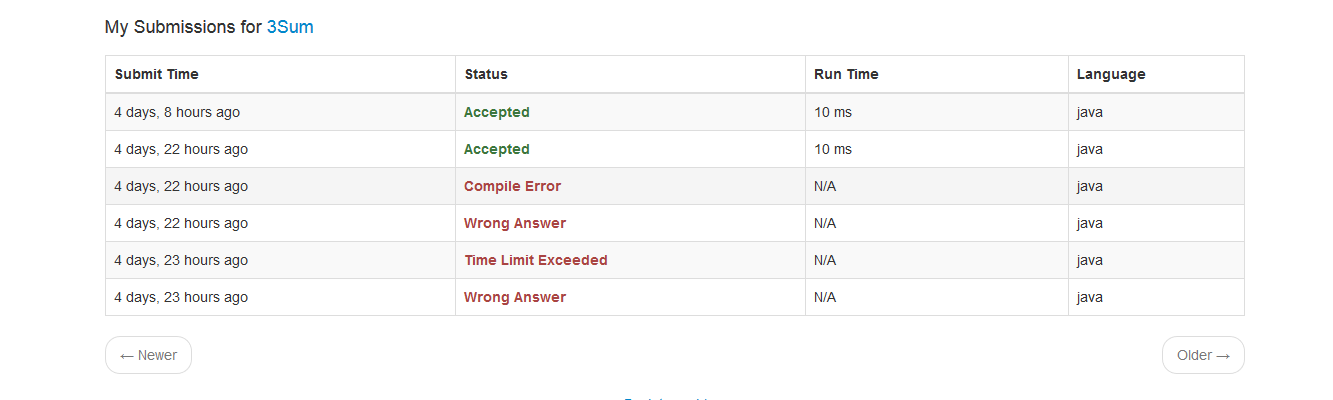 My Submissions for 3Sum
Submit Time Status Run Time Language
4 days, 8 hours ago Accepted 10 ms java
4 days, 22 hours ago Accepted 10 ms java
4 days, 22 hours ago Compile Error N/A java
4 days, 22 hours ago Wrong Answer N/A java
4 days, 23 hours ago Time Limit Exceeded N/A java
4 days, 23 hours ago Wrong Answer N/A java
← Newer Older →